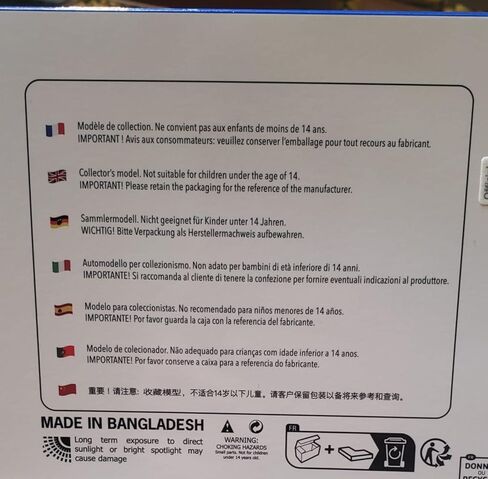 Modèle de collection. Ne convient pas aux enfants de moins de 14 ans.
IMPORTANT ! Avis aux consommateurs: veuillez conserver l'emballage pour tout recours au fabricant.
Collector's model. Not suitable for children under the age of 14.
IMPORTANT! Please retain the packaging for the reference of the manufacturer.
Sammlermodell. Nicht geeignet für Kinder unter 14 Jahren.
WICHTIG! Bitte Verpackung als Herstellernachweis aufbewahren.
Automodello per collezionismo. Non adato per bambini di età inferiore di 14 anni.
IMPORTANTE! Si raccomanda al cliente di tenere la confezione per fornire eventuali indicazioni al produttore.
Modelo para coleccionistas. No recomendado para niños menores de 14 años.
IMPORTANTE! Por favor guarda la caja con la referencia del fabricante.
Modelo de colecionador. Não adequado para crianças com idade inferior a 14 anos.
IMPORTANTE! Por favor conserve a caixa para a referencia do fabricante.
重要！请注意: 收藏模型，不适合14岁以下儿童。请客户保留包装以备将来参考和查询。
MADE IN BANGLADESH
Long term exposure to direct
sunlight or bright spotlight may
cause damage
WARNING:
CHOKING HAZARDS
Small parts. Not for children
under 14 years old.
FR
FR
DONN
OU